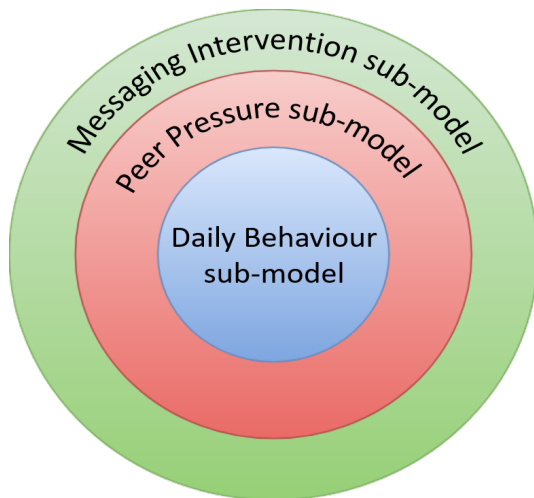 Messaging Intervention sub-model
Peer Pressure sub-model
Daily Behaviour
sub-model